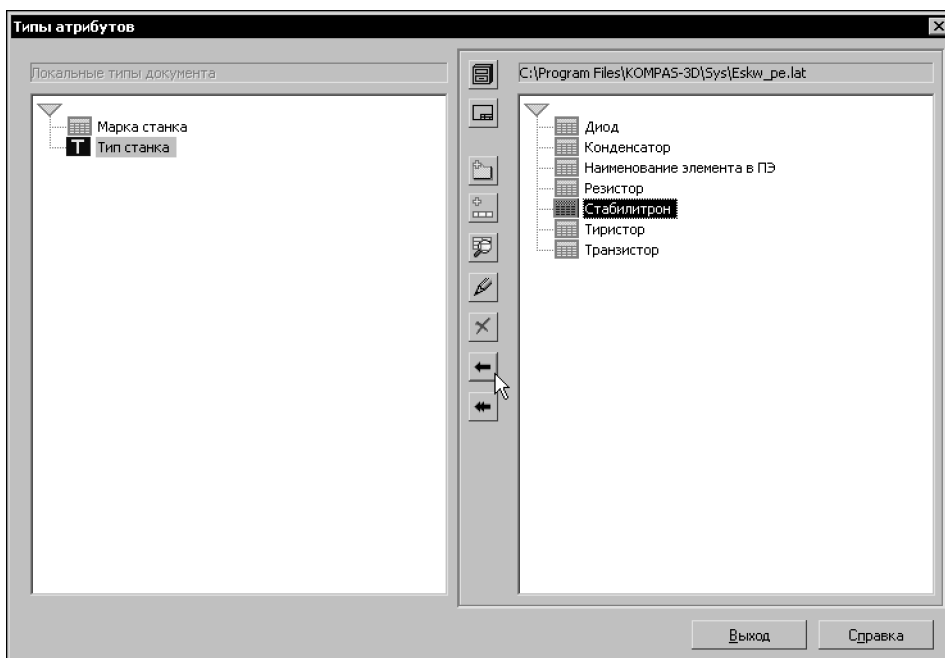 Типы атрибутов
Локальные типы документа
Марка станка
Тип станка
C:\Program Files\KOMPAS-3D\Sys\Eskw_pe.lat
Диод
Конденсатор
Наименование элемента в ПЭ
Резистор
Стабилитрон
Тиристор
Транзистор
Выход
Справка